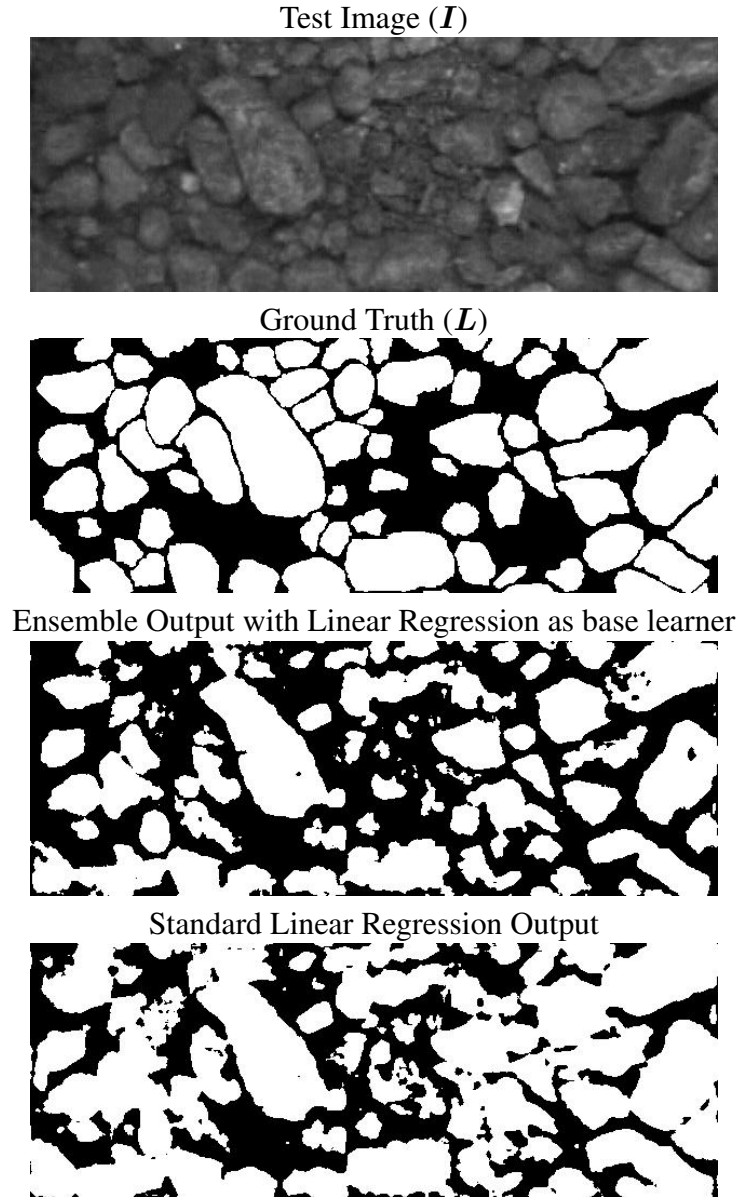 Test Image (I)
Ground Truth (L)
Ensemble Output with Linear Regression as base learner
Standard Linear Regression Output